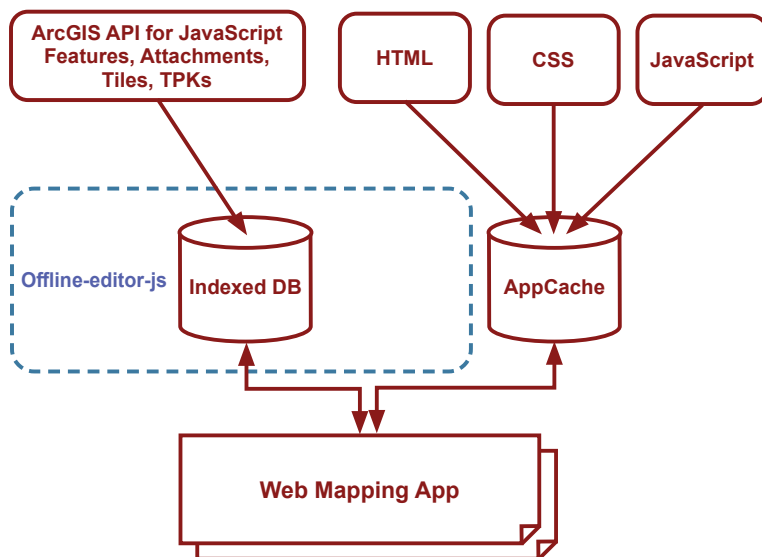 ArcGIS API for JavaScript
Features, Attachments,
Tiles, TPKs
HTML
CSS
JavaScript
Offline-editor-js
Indexed DB
AppCache
Web Mapping App